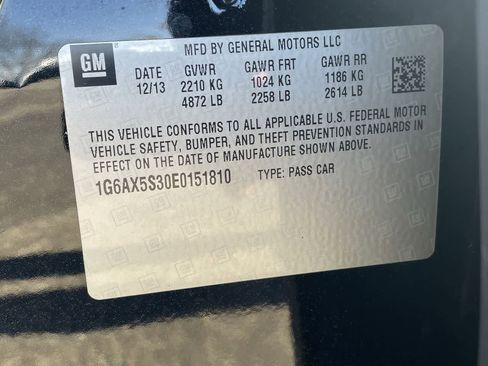 GM
MFD BY GENERAL MOTORS LLC
DATE GVWR GAWR FRT GAWR RR
12/13 2210 KG 1024 KG 1186 KG
4872 LB 2258 LB 2614 LB
THIS VEHICLE CONFORMS TO ALL APPLICABLE U.S. FEDERAL MOTOR
VEHICLE SAFETY, BUMPER, AND THEFT PREVENTION STANDARDS IN
EFFECT ON THE DATE OF MANUFACTURE SHOWN ABOVE.
1G6AX5S30E0151810 TYPE: PASS CAR